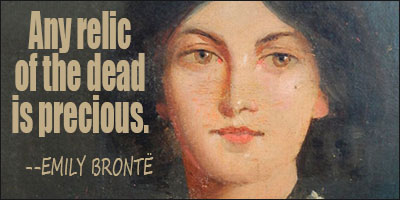 Any relic
of the dead
is precious.
--EMILY BRONTË